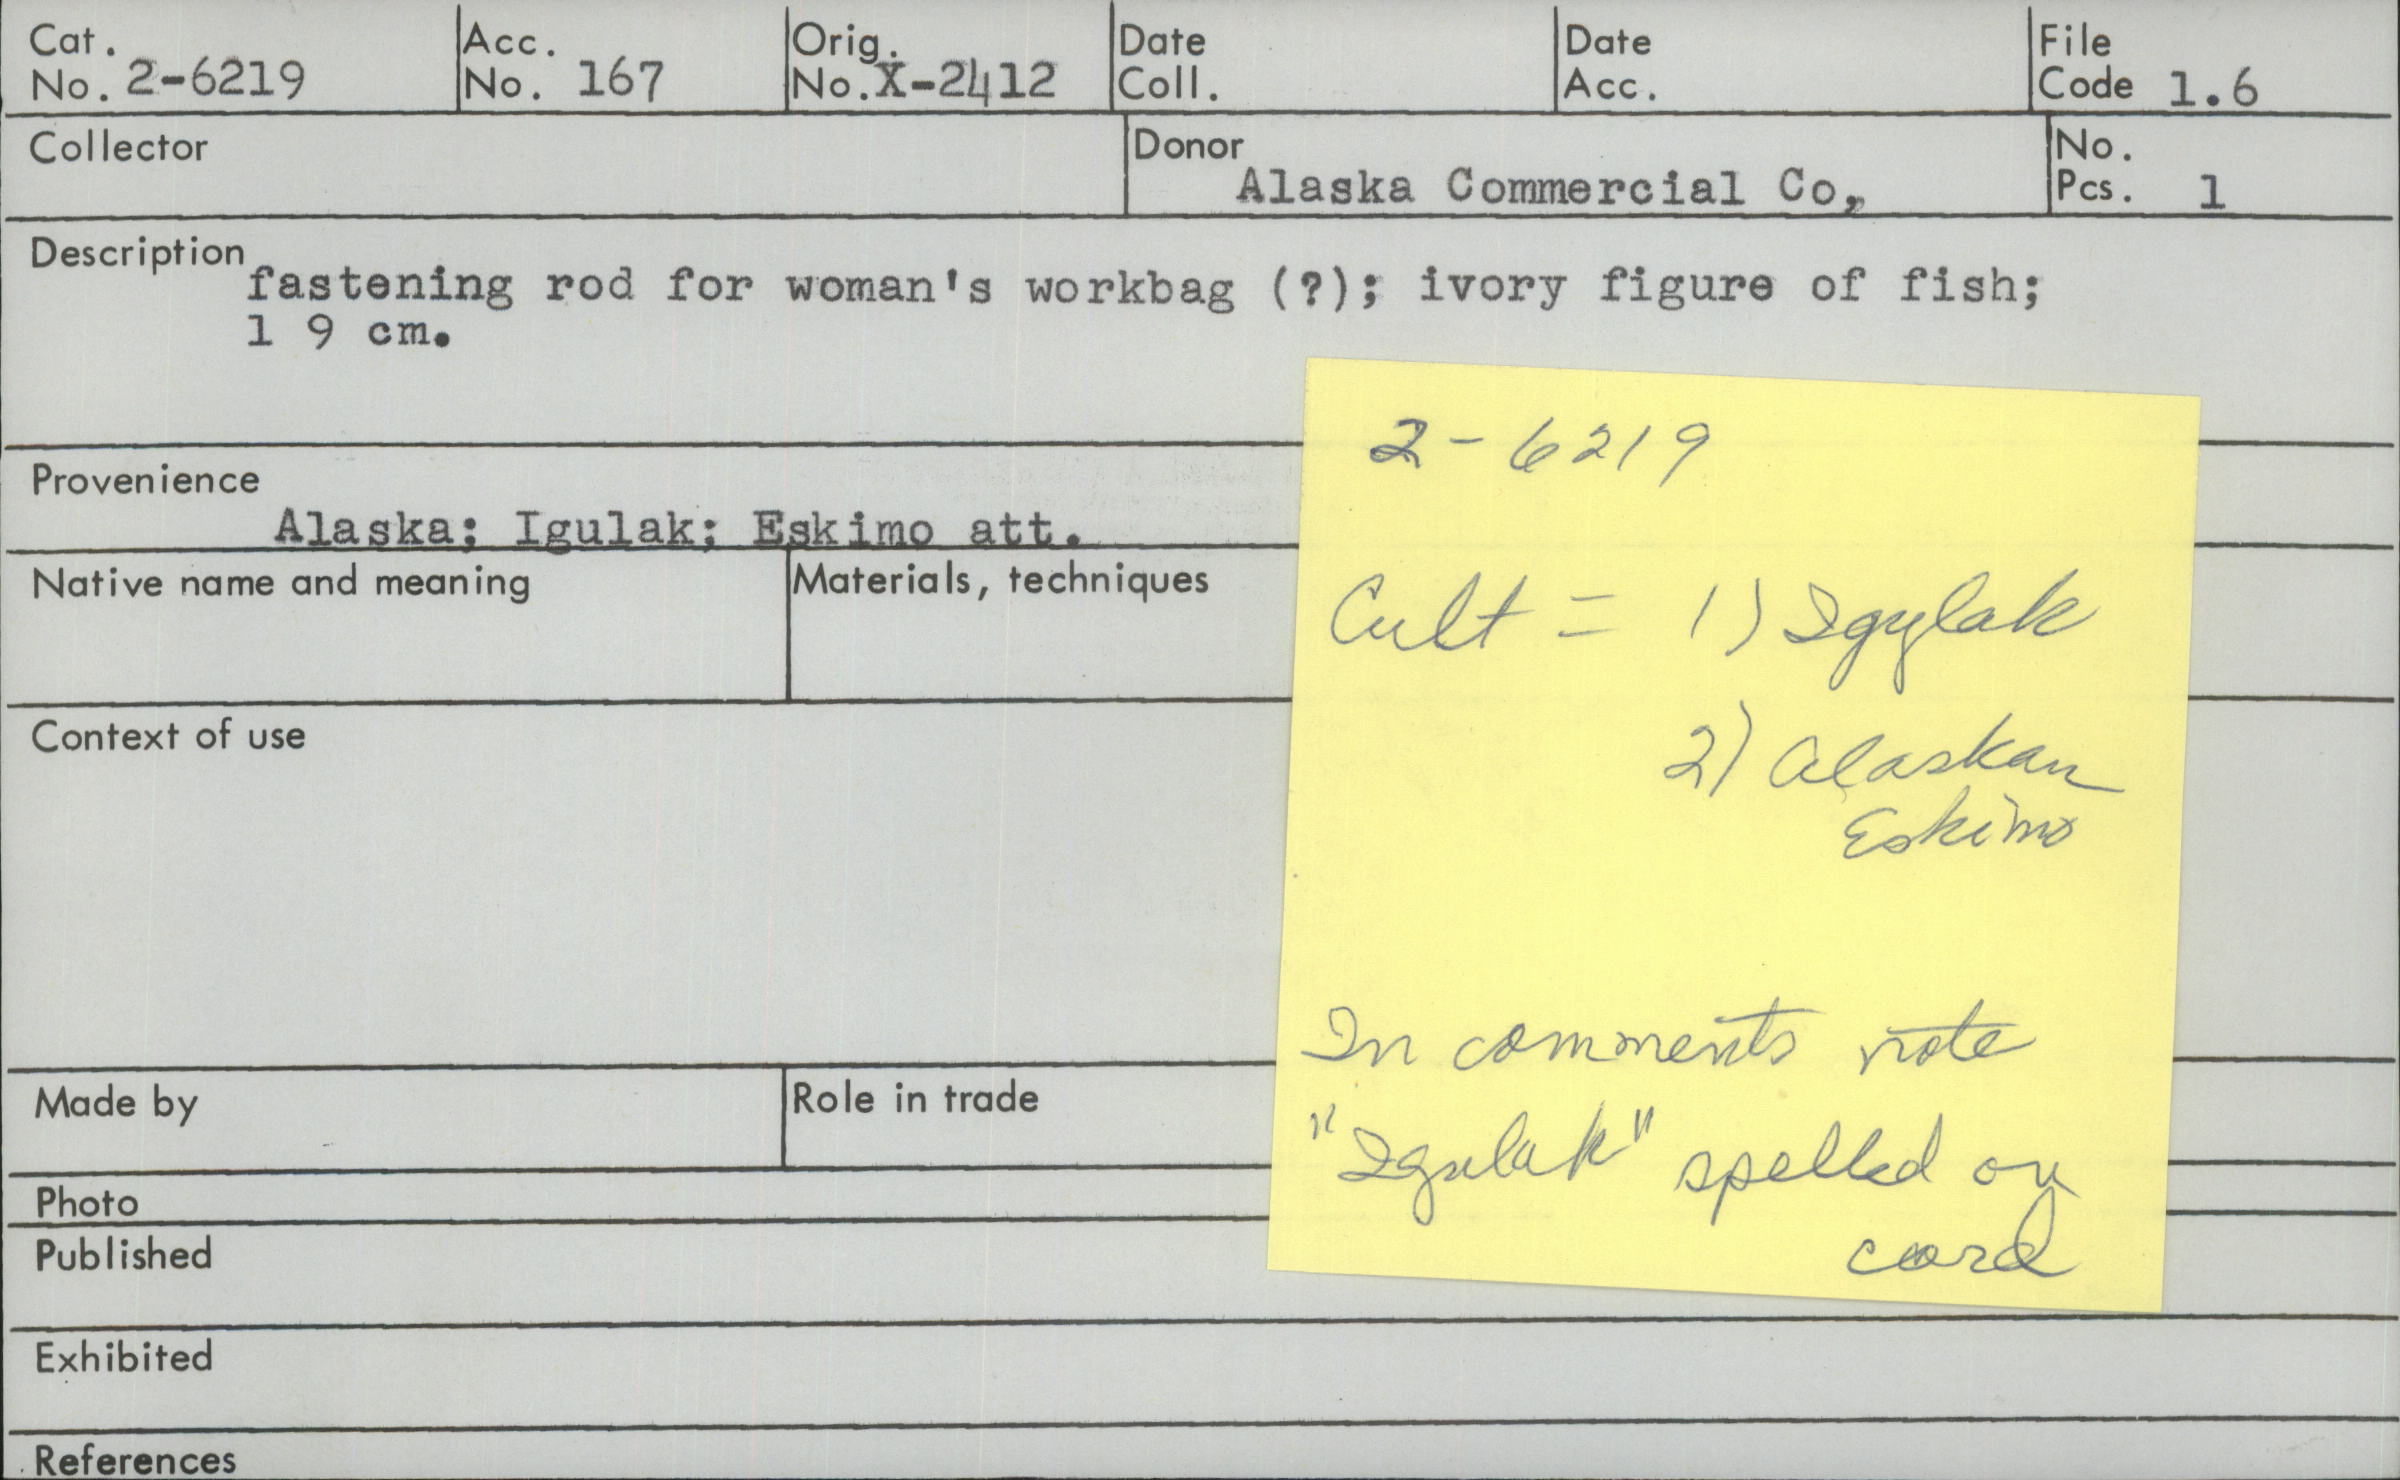 Cat. No. 2-6219 Acc. No. 167 Orig. No. X-2412 Date Coll. Date Acc. File Code 1.6
Collector Donor Alaska Commercial Co, No. Pcs. 1
Description fastening rod for woman's workbag (?); ivory figure of fish;
l 9 cm.
Provenience
Alaska; Igulak; Eskimo att.
Native name and meaning Materials, techniques
Context of use
Made by Role in trade
Photo
Published
Exhibited
References
2-6219
Cult = 1) Igylak
2) Alaskan
Eskimo
In comments note
"Igulak" spelled on
card